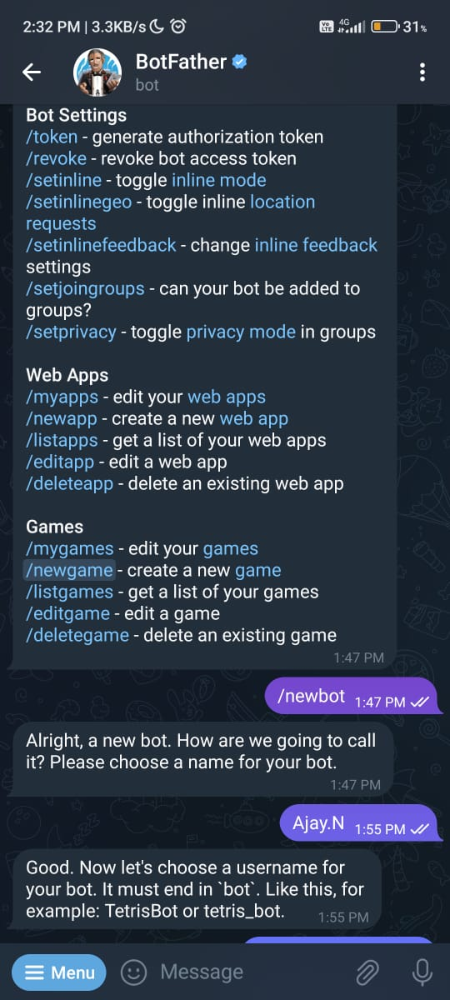 2:32 PM | 3.3KB/s
Vo LTE 4G 31%
BotFather
bot
Bot Settings
/token - generate authorization token
/revoke - revoke bot access token
/setinline - toggle inline mode
/setinlinegeo - toggle inline location
requests
/setinlinefeedback - change inline feedback
settings
/setjoingroups - can your bot be added to
groups?
/setprivacy - toggle privacy mode in groups
Web Apps
/myapps - edit your web apps
/newapp - create a new web app
/listapps - get a list of your web apps
/editapp - edit a web app
/deleteapp - delete an existing web app
Games
/mygames - edit your games
/newgame - create a new game
/listgames - get a list of your games
/editgame - edit a game
/deletegame - delete an existing game
1:47 PM
/newbot 1:47 PM
Alright, a new bot. How are we going to call
it? Please choose a name for your bot.
1:47 PM
Ajay.N 1:55 PM
Good. Now let's choose a username for
your bot. It must end in `bot`. Like this, for
example: TetrisBot or tetris_bot. 1:55 PM
Menu Message